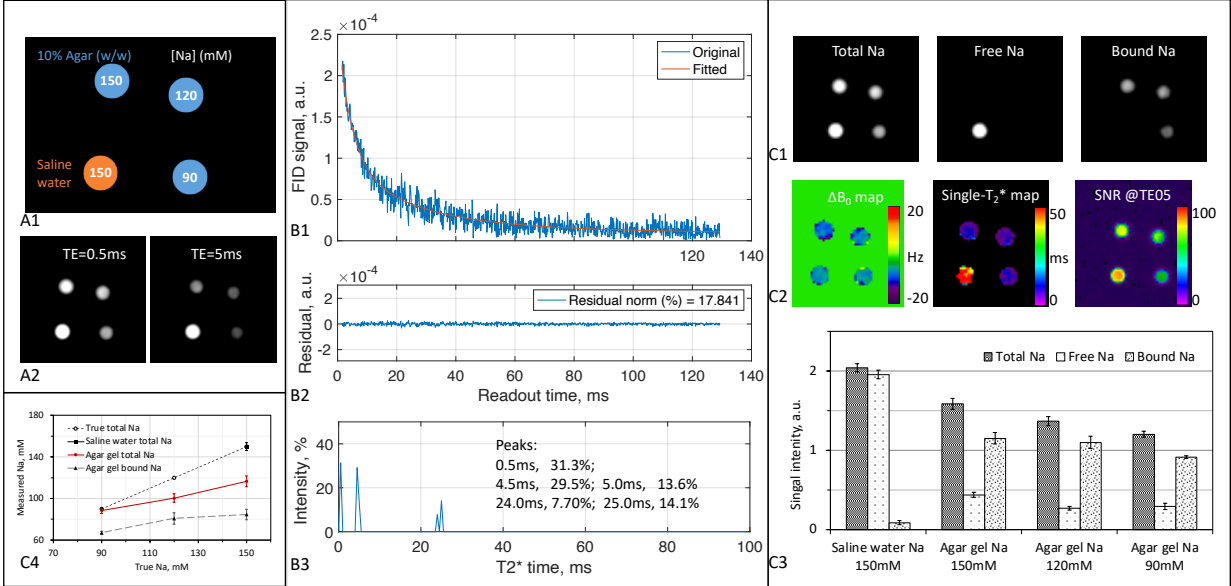 10% Agar (w/w) [Na] (mM)
150
120
Saline
water
150
90
A1
TE=0.5ms TE=5ms
A2
Measured Na, mM
180
160
140
120
100
80
60
True total Na
Saline water total Na
Agar gel total Na
Agar gel bound Na
70 90 110 130 150 170
True Na, mM
C4
×10⁻⁴
2.5
2
1.5
1
0.5
0
FID signal, a.u.
Original
Fitted
120 140
B1
×10⁻⁴
2
0
-2
Residual, a.u.
Residual norm (%) = 17.841
0 20 40 60 80 100 120 140
Readout time, ms
B2
40
20
0
Intensity, %
Peaks:
0.5ms, 31.3%;
4.5ms, 29.5%; 5.0ms, 13.6%
24.0ms, 7.70%; 25.0ms, 14.1%
0 20 40 60 80 100
T2* time, ms
B3
Total Na Free Na Bound Na
C1
ΔB₀ map
20
Hz
-20
Single-T₂* map
50
ms
0
SNR @TE05
100
0
C2
Total Na Free Na Bound Na
2
1
0
Singal intenity, a.u.
Saline water Na
150mM
Agar gel Na
150mM
Agar gel Na
120mM
Agar gel Na
90mM
C3